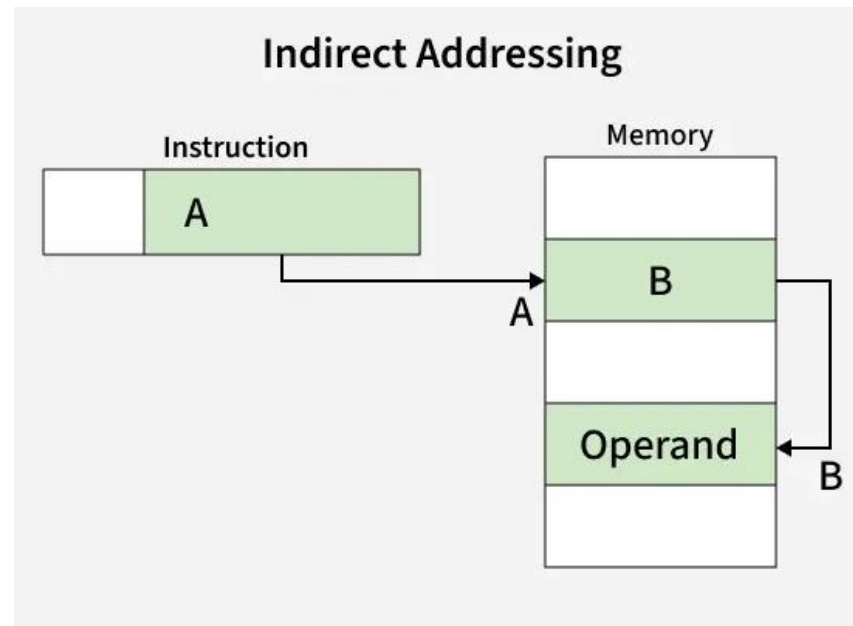 Indirect Addressing
Instruction
Memory
A
B
A
Operand
B